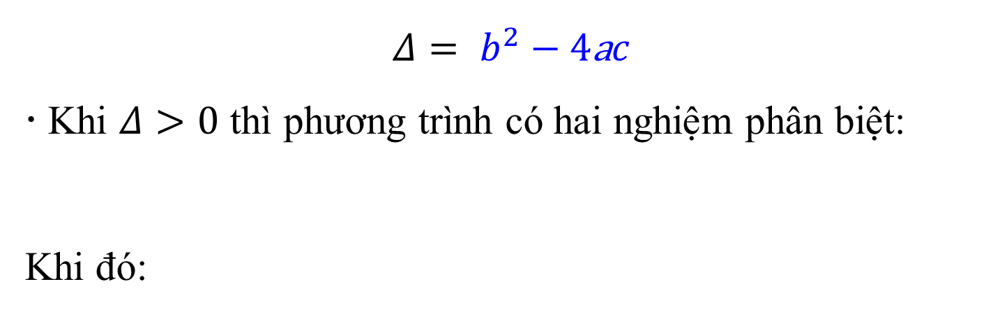 Δ = b² − 4ac
· Khi Δ > 0 thì phương trình có hai nghiệm phân biệt:
Khi đó: